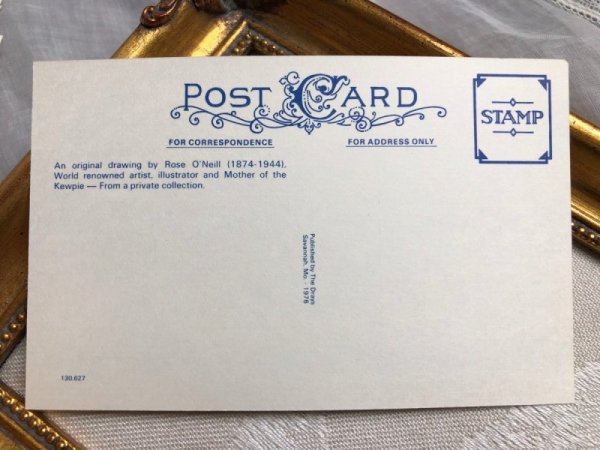 POST CARD
STAMP
FOR CORRESPONDENCE
FOR ADDRESS ONLY
An original drawing by Rose O'Neill (1874-1944),
World renowned artist, illustrator and Mother of the
Kewpie — From a private collection.
Published by The Drays
Savannah, Mo. - 1976
130,627